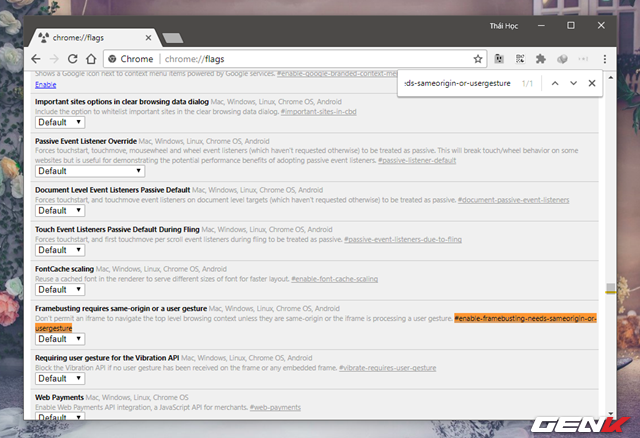 Thái Học
chrome://flags
Chrome | chrome://flags
eds-sameorigin-or-usergesture 1/1
Shows a Google icon next to context menu items powered by Google services. #enable-google-branded-context-me
Enable
Important sites options in clear browsing data dialog Mac, Windows, Linux, Chrome OS, Android
Include the option to whitelist important sites in the clear browsing data dialog. #important-sites-in-cbd
Default
Passive Event Listener Override Mac, Windows, Linux, Chrome OS, Android
Forces touchstart, touchmove, mousewheel and wheel event listeners (which haven't requested otherwise) to be treated as passive. This will break touch/wheel behavior on some
websites but is useful for demonstrating the potential performance benefits of adopting passive event listeners. #passive-listener-default
Default
Document Level Event Listeners Passive Default Mac, Windows, Linux, Chrome OS, Android
Forces touchstart, and touchmove event listeners on document level targets (which haven't requested otherwise) to be treated as passive. #document-passive-event-listeners
Default
Touch Event Listeners Passive Default During Fling Mac, Windows, Linux, Chrome OS, Android
Forces touchstart, and first touchmove per scroll event listeners during fling to be treated as passive. #passive-event-listeners-due-to-fling
Default
FontCache scaling Mac, Windows, Linux, Chrome OS, Android
Reuse a cached font in the renderer to serve different sizes of font for faster layout. #enable-font-cache-scaling
Default
Framebusting requires same-origin or a user gesture Mac, Windows, Linux, Chrome OS, Android
Don't permit an iframe to navigate the top level browsing context unless they are same-origin or the iframe is processing a user gesture. #enable-framebusting-needs-sameorigin-or-
usergesture
Default
Requiring user gesture for the Vibration API Mac, Windows, Linux, Chrome OS, Android
Block the Vibration API if no user gesture has been received on the frame or any embedded frame. #vibrate-requires-user-gesture
Default
Web Payments Mac, Windows, Linux, Chrome OS
Enable Web Payments API integration, a JavaScript API for merchants. #web-payments
Default
GENK